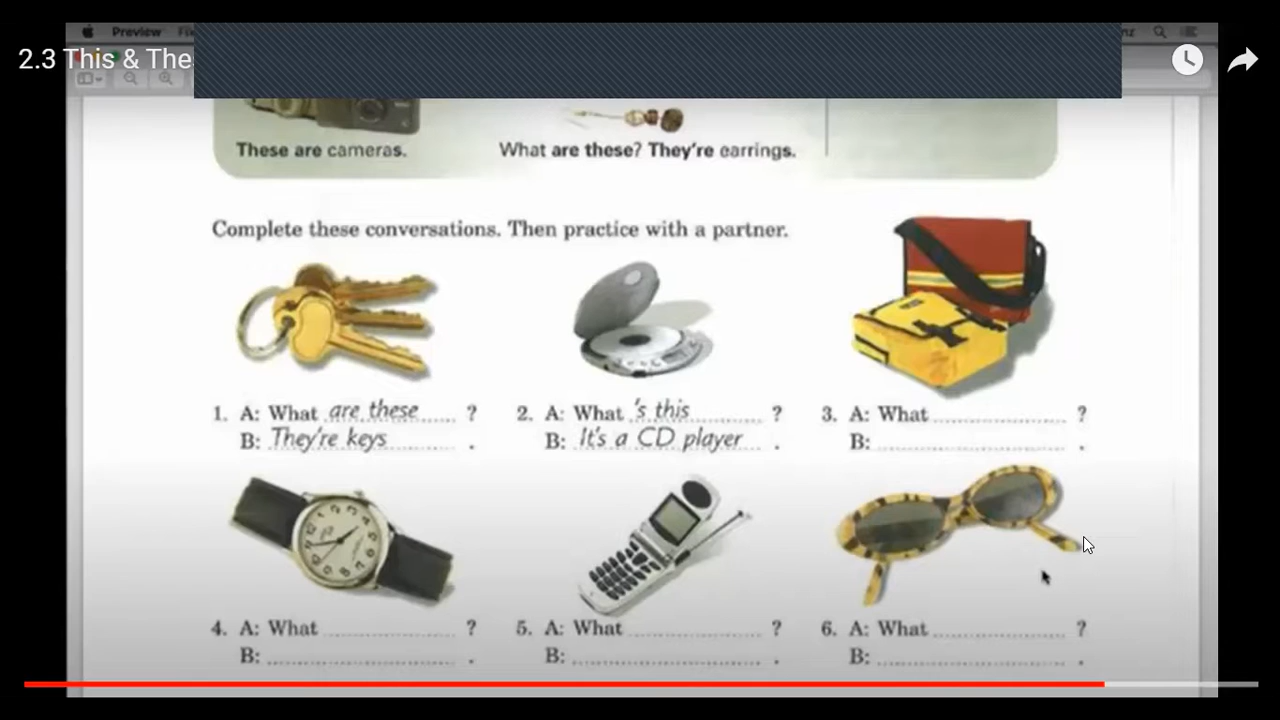 Preview
2.3 This & The
These are cameras.
What are these? They're earrings.
Complete these conversations. Then practice with a partner.
1. A: What are these ?
B: They're keys .
2. A: What 's this ?
B: It's a CD player .
3. A: What ?
B: .
4. A: What ?
B: .
5. A: What ?
B: .
6. A: What ?
B: .